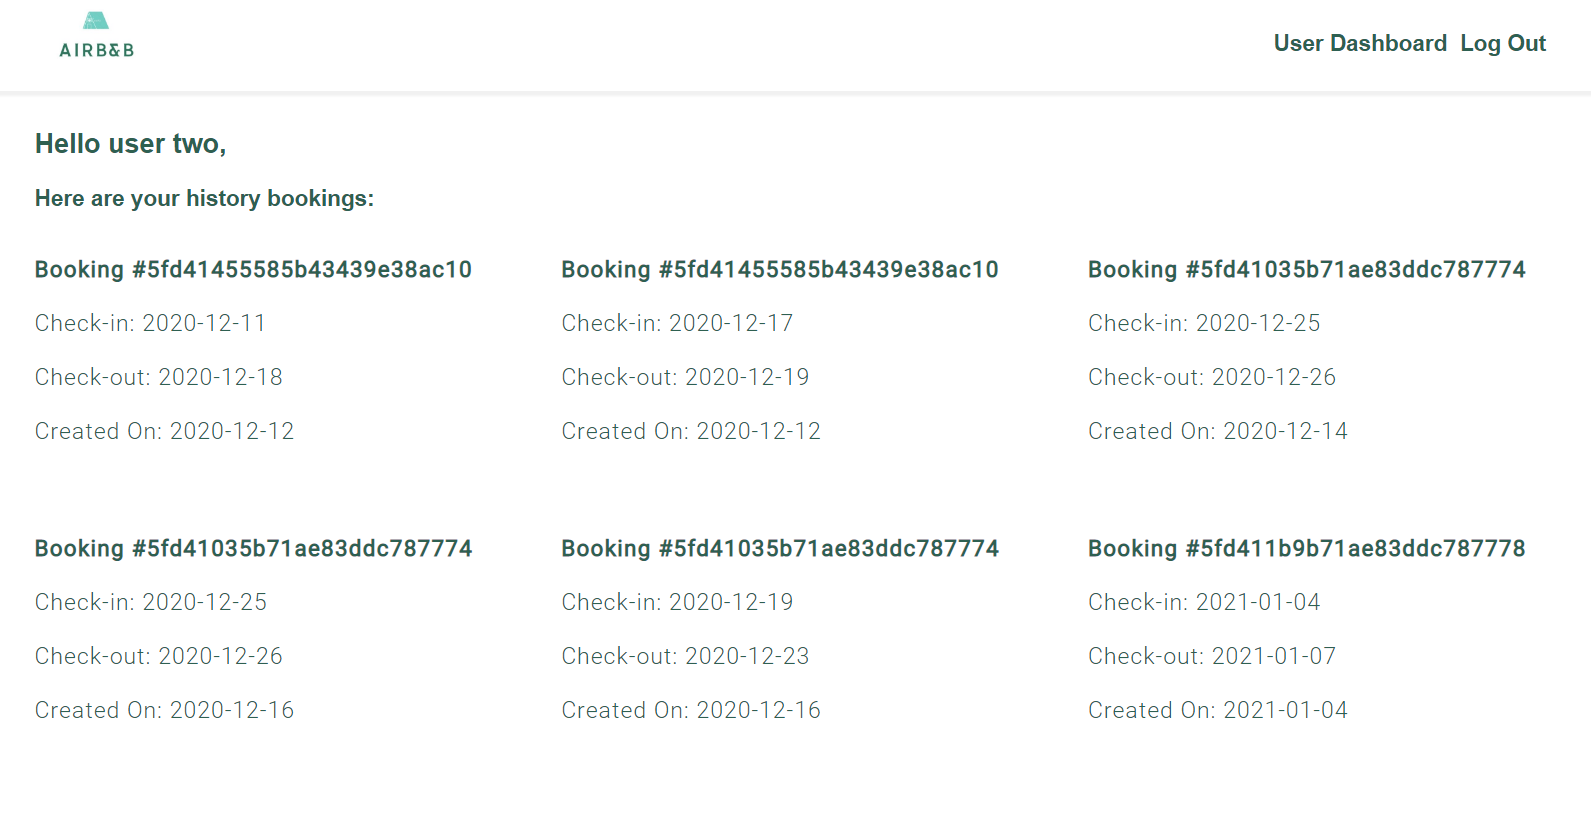 AIRB&B
User Dashboard Log Out
Hello user two,
Here are your history bookings:
Booking #5fd41455585b43439e38ac10
Check-in: 2020-12-11
Check-out: 2020-12-18
Created On: 2020-12-12
Booking #5fd41455585b43439e38ac10
Check-in: 2020-12-17
Check-out: 2020-12-19
Created On: 2020-12-12
Booking #5fd41035b71ae83ddc787774
Check-in: 2020-12-25
Check-out: 2020-12-26
Created On: 2020-12-14
Booking #5fd41035b71ae83ddc787774
Check-in: 2020-12-25
Check-out: 2020-12-26
Created On: 2020-12-16
Booking #5fd41035b71ae83ddc787774
Check-in: 2020-12-19
Check-out: 2020-12-23
Created On: 2020-12-16
Booking #5fd411b9b71ae83ddc787778
Check-in: 2021-01-04
Check-out: 2021-01-07
Created On: 2021-01-04